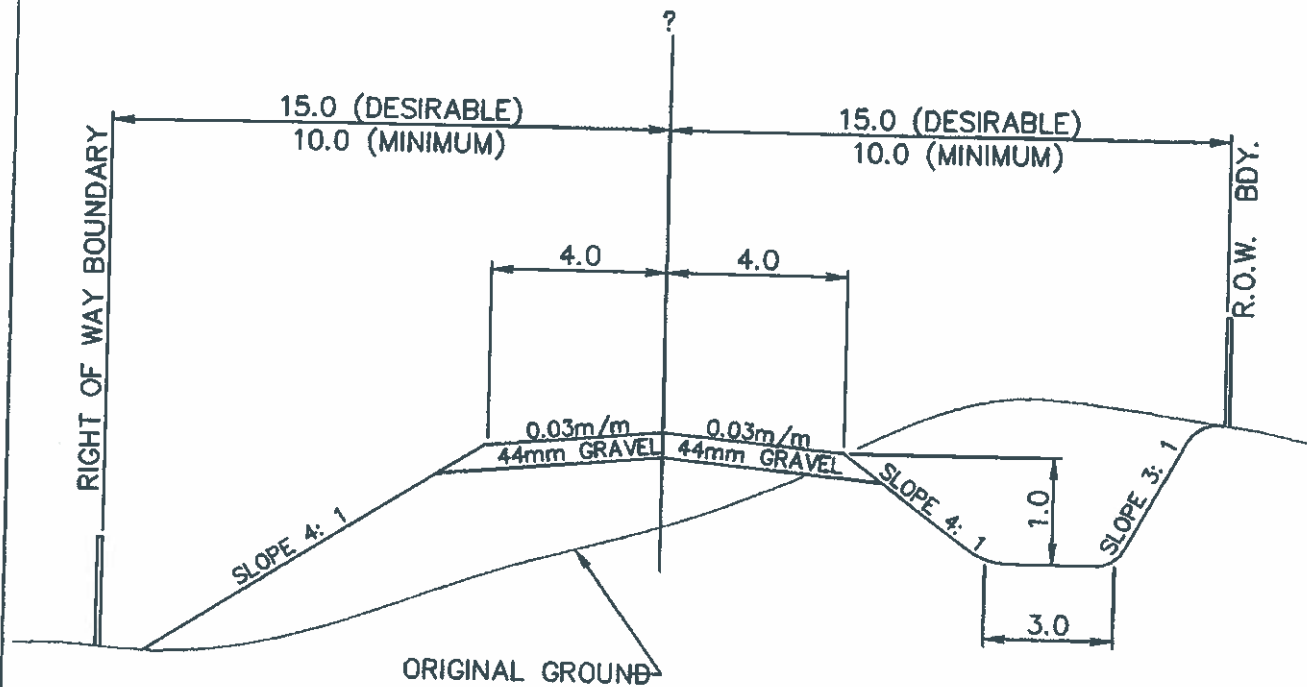 ?
15.0 (DESIRABLE)
10.0 (MINIMUM)
15.0 (DESIRABLE)
10.0 (MINIMUM)
RIGHT OF WAY BOUNDARY
R.O.W. BDY.
4.0
4.0
0.03m/m
0.03m/m
44mm GRAVEL
44mm GRAVEL
SLOPE 4: 1
SLOPE 4: 1
1.0
SLOPE 3: 1
3.0
ORIGINAL GROUND